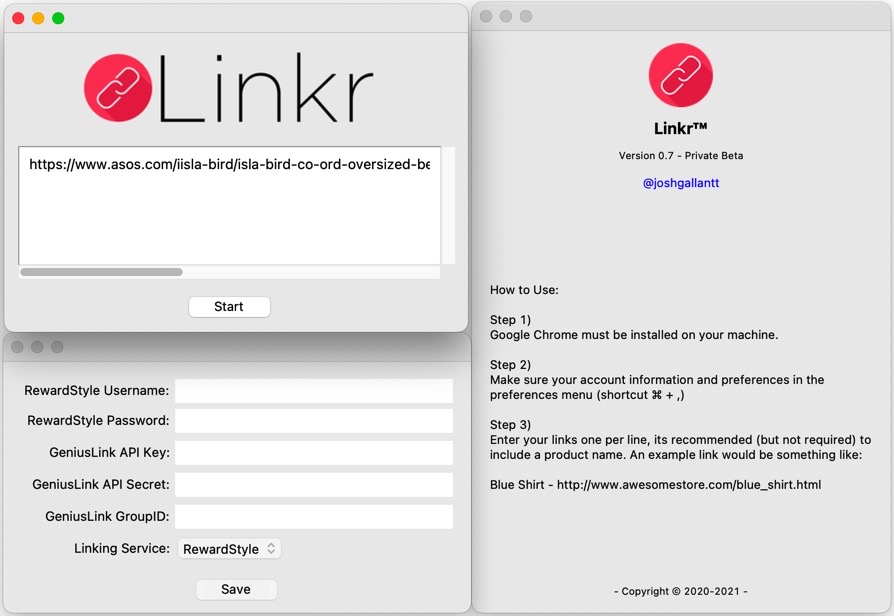 Linkr
https://www.asos.com/iisla-bird/isla-bird-co-ord-oversized-be
Start
RewardStyle Username:
RewardStyle Password:
GeniusLink API Key:
GeniusLink API Secret:
GeniusLink GroupID:
Linking Service: RewardStyle
Save
Linkr™
Version 0.7 - Private Beta
@joshgallantt
How to Use:
Step 1)
Google Chrome must be installed on your machine.
Step 2)
Make sure your account information and preferences in the
preferences menu (shortcut ⌘ + ,)
Step 3)
Enter your links one per line, its recommended (but not required) to
include a product name. An example link would be something like:
Blue Shirt - http://www.awesomestore.com/blue_shirt.html
- Copyright © 2020-2021 -